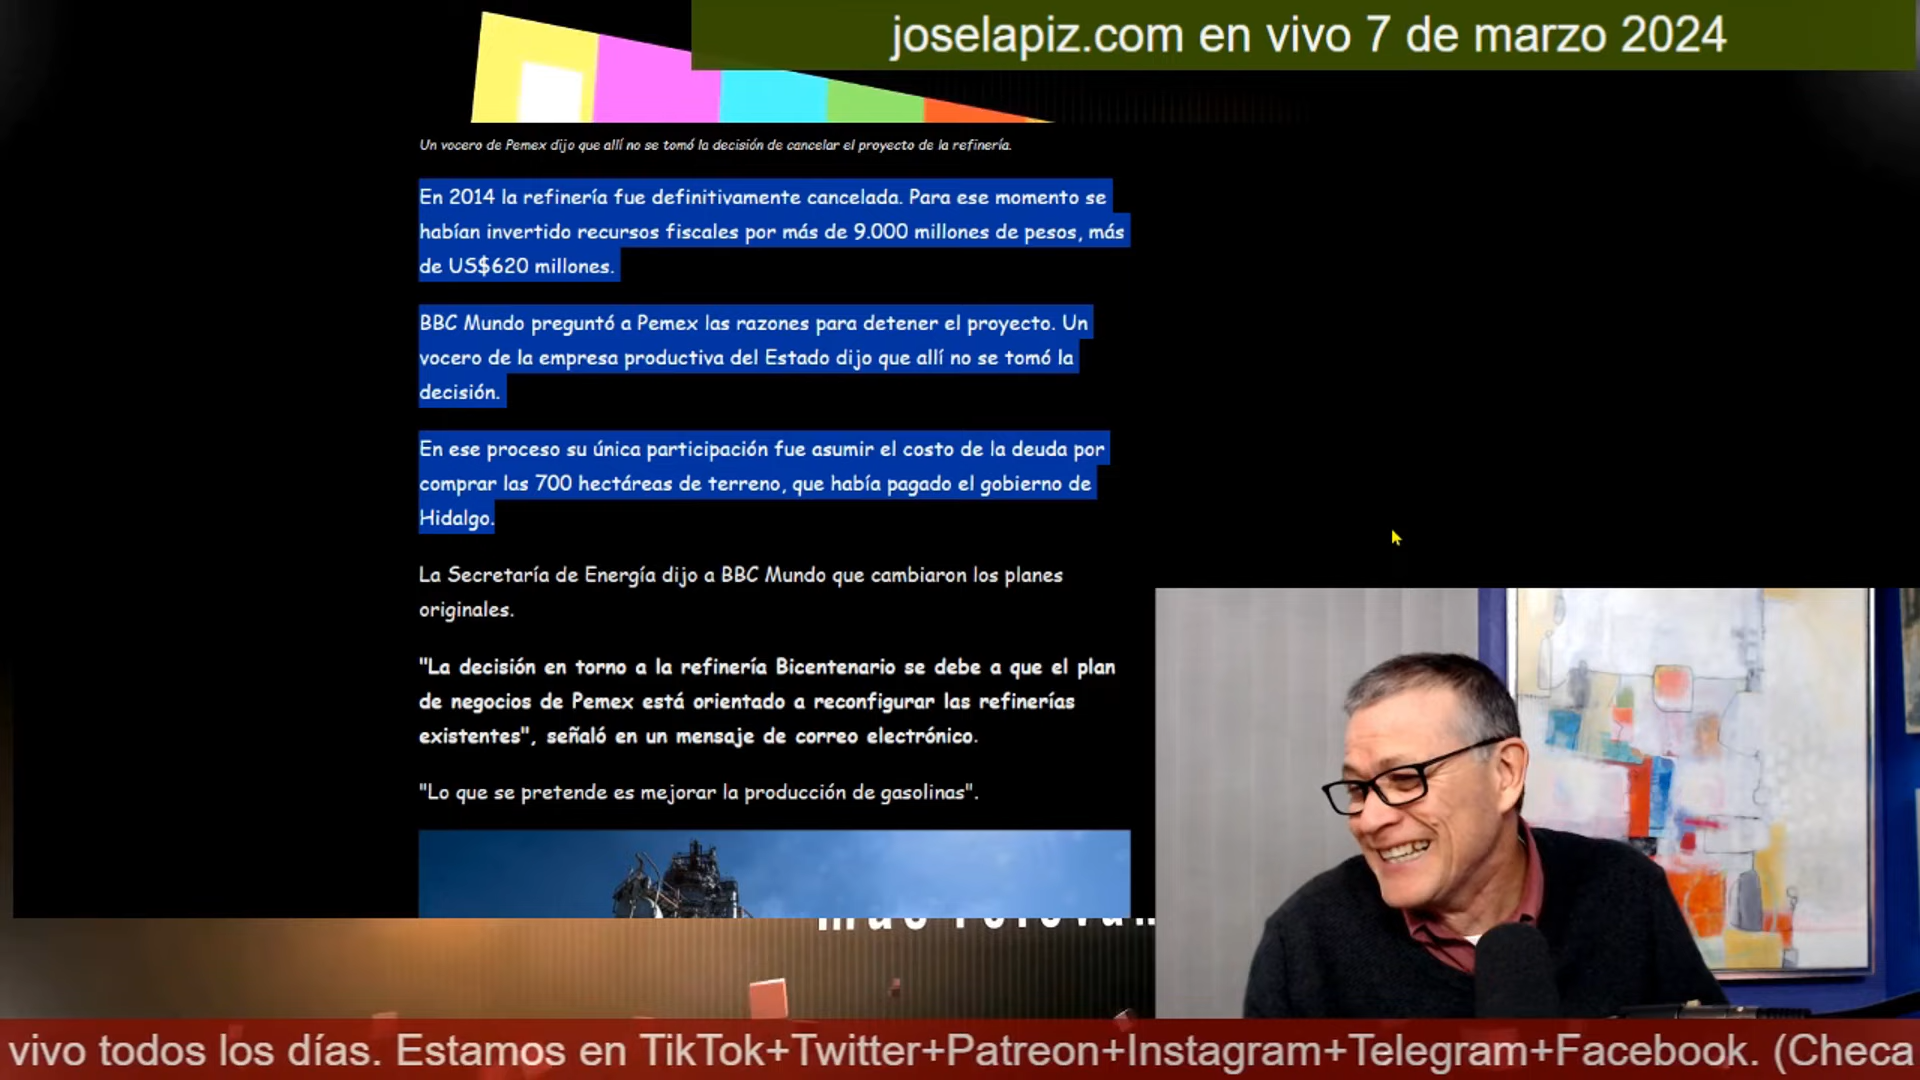 joselapiz.com en vivo 7 de marzo 2024
Un vocero de Pemex dijo que allí no se tomó la decisión de cancelar el proyecto de la refinería.
En 2014 la refinería fue definitivamente cancelada. Para ese momento se
habían invertido recursos fiscales por más de 9.000 millones de pesos, más
de US$620 millones.
BBC Mundo preguntó a Pemex las razones para detener el proyecto. Un
vocero de la empresa productiva del Estado dijo que allí no se tomó la
decisión.
En ese proceso su única participación fue asumir el costo de la deuda por
comprar las 700 hectáreas de terreno, que había pagado el gobierno de
Hidalgo.
La Secretaría de Energía dijo a BBC Mundo que cambiaron los planes
originales.
"La decisión en torno a la refinería Bicentenario se debe a que el plan
de negocios de Pemex está orientado a reconfigurar las refinerías
existentes", señaló en un mensaje de correo electrónico.
"Lo que se pretende es mejorar la producción de gasolinas".
vivo todos los días. Estamos en TikTok+Twitter+Patreon+Instagram+Telegram+Facebook. (Checa